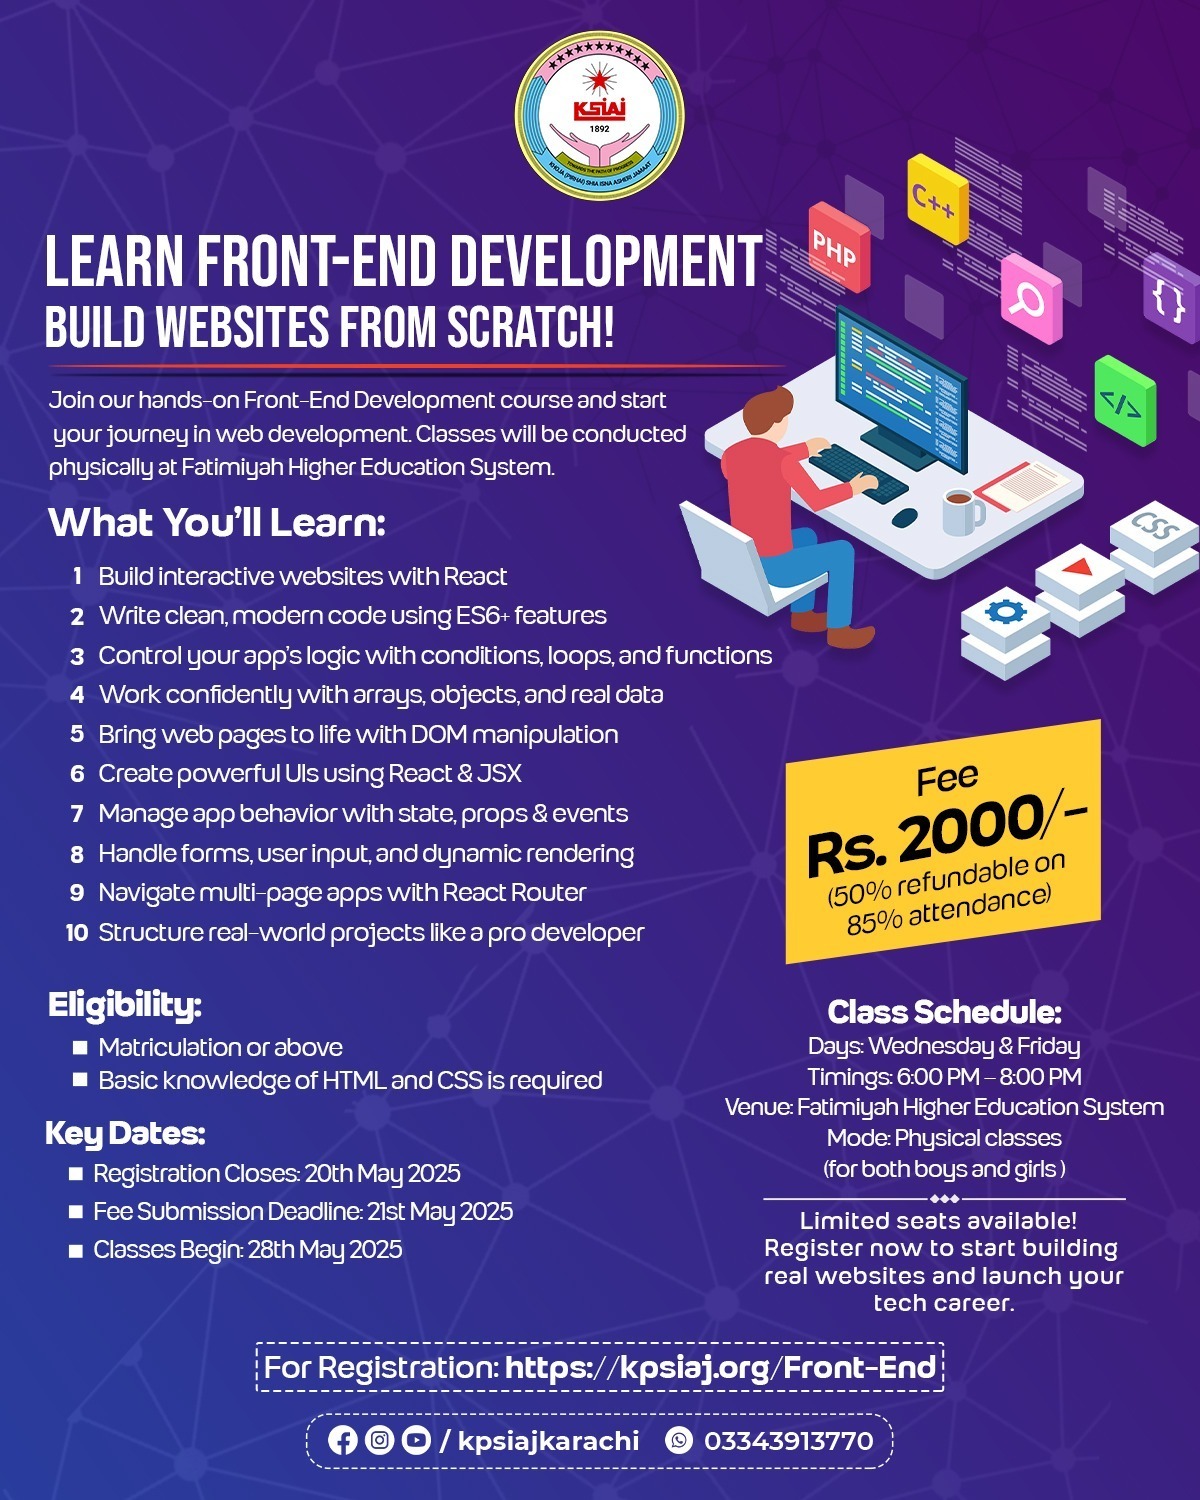 KSIAJ
1892
TOWARDS THE PATH OF PROGRESS
KHOJA (PIRHAI) SHIA ISNA ASHERI JAMAAT
LEARN FRONT-END DEVELOPMENT
BUILD WEBSITES FROM SCRATCH!
PHP
C++
{ }
</>
CSS
Join our hands-on Front-End Development course and start
your journey in web development. Classes will be conducted
physically at Fatimiyah Higher Education System.
What You'll Learn:
1 Build interactive websites with React
2 Write clean, modern code using ES6+ features
3 Control your app's logic with conditions, loops, and functions
4 Work confidently with arrays, objects, and real data
5 Bring web pages to life with DOM manipulation
6 Create powerful UIs using React & JSX
7 Manage app behavior with state, props & events
8 Handle forms, user input, and dynamic rendering
9 Navigate multi-page apps with React Router
10 Structure real-world projects like a pro developer
Fee
Rs. 2000/-
(50% refundable on
85% attendance)
Eligibility:
Matriculation or above
Basic knowledge of HTML and CSS is required
Key Dates:
Registration Closes: 20th May 2025
Fee Submission Deadline: 21st May 2025
Classes Begin: 28th May 2025
Class Schedule:
Days: Wednesday & Friday
Timings: 6:00 PM – 8:00 PM
Venue: Fatimiyah Higher Education System
Mode: Physical classes
(for both boys and girls )
Limited seats available!
Register now to start building
real websites and launch your
tech career.
For Registration: https://kpsiaj.org/Front-End
/ kpsiajkarachi 03343913770